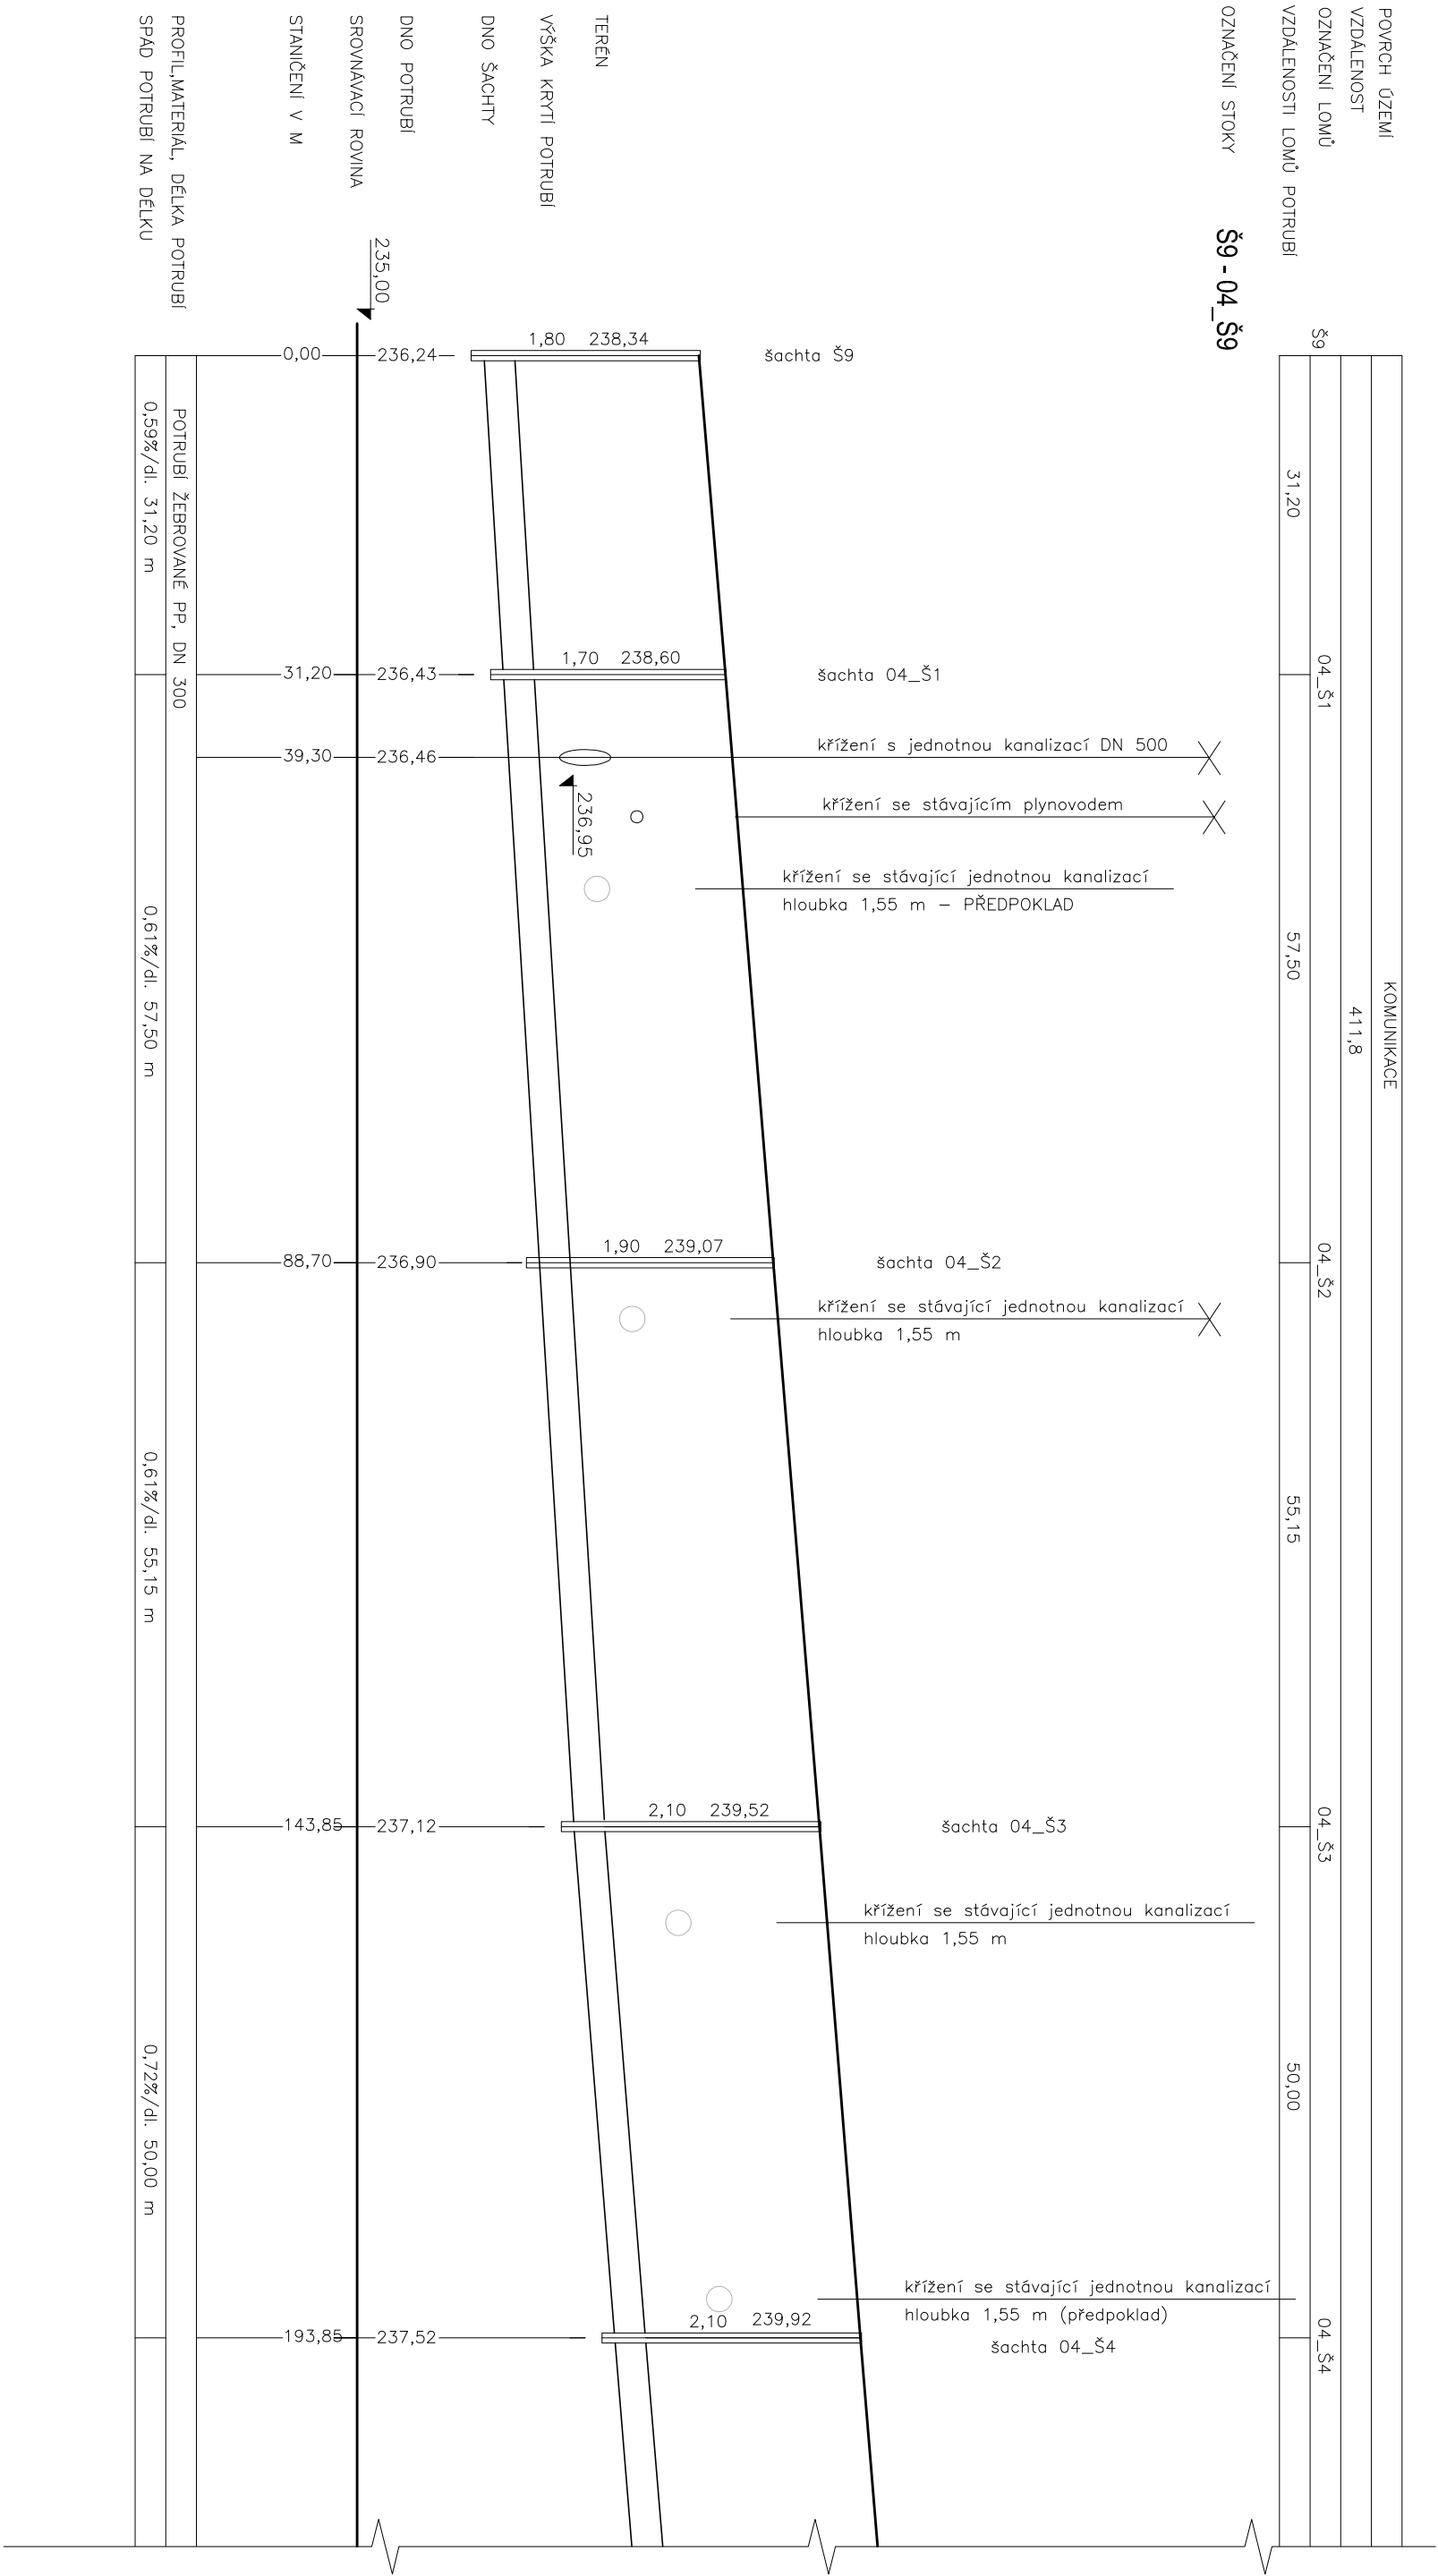 POVRCH ÚZEMÍ
KOMUNIKACE
VZDÁLENOST
411,8
OZNAČENÍ LOMŮ
Š9
04_Š1
04_Š2
04_Š3
04_Š4
VZDÁLENOSTI LOMŮ POTRUBÍ
31,20
57,50
55,15
50,00
OZNAČENÍ STOKY
Š9 - 04_Š9
šachta Š9
šachta 04_Š1
křížení s jednotnou kanalizací DN 500
křížení se stávajícím plynovodem
křížení se stávající jednotnou kanalizací
hloubka 1,55 m – PŘEDPOKLAD
šachta 04_Š2
křížení se stávající jednotnou kanalizací
hloubka 1,55 m
šachta 04_Š3
křížení se stávající jednotnou kanalizací
hloubka 1,55 m
křížení se stávající jednotnou kanalizací
hloubka 1,55 m (předpoklad)
šachta 04_Š4
TERÉN
238,34
238,60
239,07
239,52
239,92
VÝŠKA KRYTÍ POTRUBÍ
1,80
1,70
1,90
2,10
2,10
236,95
DNO ŠACHTY
DNO POTRUBÍ
236,24
236,43
236,46
236,90
237,12
237,52
SROVNÁVACÍ ROVINA
235,00
STANIČENÍ V M
0,00
31,20
39,30
88,70
143,85
193,85
PROFIL,MATERIÁL, DÉLKA POTRUBÍ
POTRUBÍ ŽEBROVANÉ PP, DN 300
SPÁD POTRUBÍ NA DÉLKU
0,59%/dl. 31,20 m
0,61%/dl. 57,50 m
0,61%/dl. 55,15 m
0,72%/dl. 50,00 m